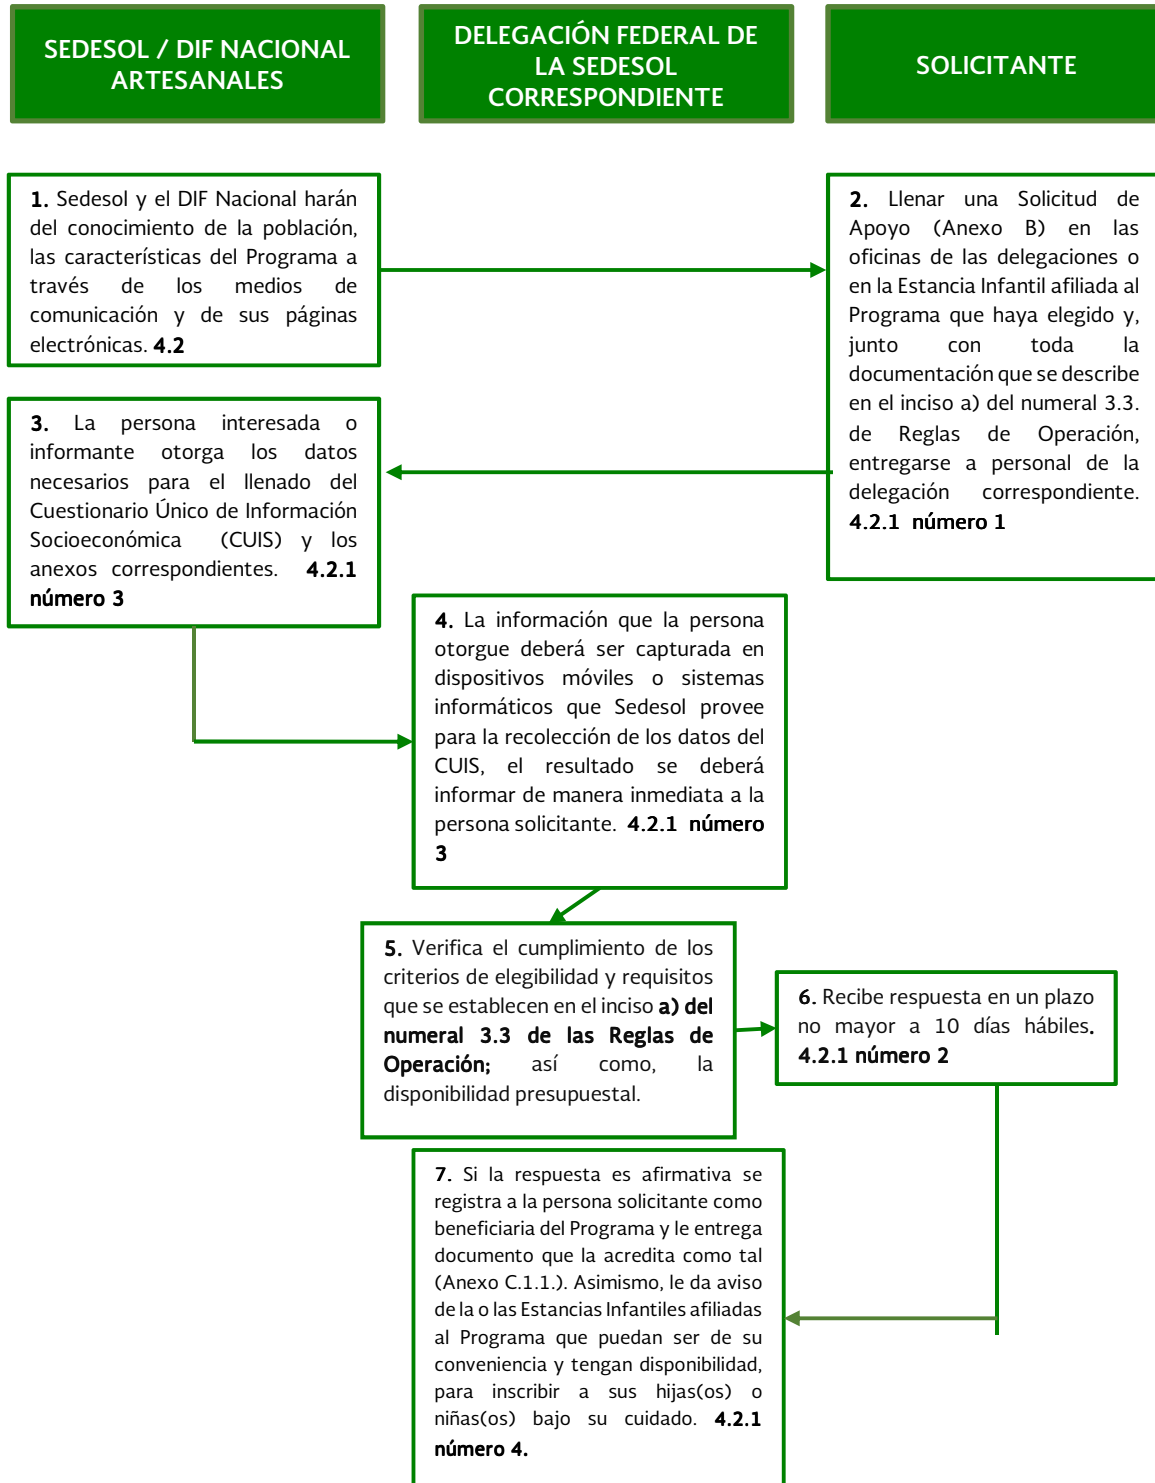 SEDESOL / DIF NACIONAL
ARTESANALES
DELEGACIÓN FEDERAL DE
LA SEDESOL
CORRESPONDIENTE
SOLICITANTE
1. Sedesol y el DIF Nacional harán
del conocimiento de la población,
las características del Programa a
través de los medios de
comunicación y de sus páginas
electrónicas. 4.2
2. Llenar una Solicitud de
Apoyo (Anexo B) en las
oficinas de las delegaciones o
en la Estancia Infantil afiliada al
Programa que haya elegido y,
junto con toda la
documentación que se describe
en el inciso a) del numeral 3.3.
de Reglas de Operación,
entregarse a personal de la
delegación correspondiente.
4.2.1 número 1
3. La persona interesada o
informante otorga los datos
necesarios para el llenado del
Cuestionario Único de Información
Socioeconómica (CUIS) y los
anexos correspondientes. 4.2.1
número 3
4. La información que la persona
otorgue deberá ser capturada en
dispositivos móviles o sistemas
informáticos que Sedesol provee
para la recolección de los datos del
CUIS, el resultado se deberá
informar de manera inmediata a la
persona solicitante. 4.2.1 número
3
5. Verifica el cumplimiento de los
criterios de elegibilidad y requisitos
que se establecen en el inciso a) del
numeral 3.3 de las Reglas de
Operación; así como, la
disponibilidad presupuestal.
6. Recibe respuesta en un plazo
no mayor a 10 días hábiles.
4.2.1 número 2
7. Si la respuesta es afirmativa se
registra a la persona solicitante como
beneficiaria del Programa y le entrega
documento que la acredita como tal
(Anexo C.1.1.). Asimismo, le da aviso
de la o las Estancias Infantiles afiliadas
al Programa que puedan ser de su
conveniencia y tengan disponibilidad,
para inscribir a sus hijas(os) o
niñas(os) bajo su cuidado. 4.2.1
número 4.